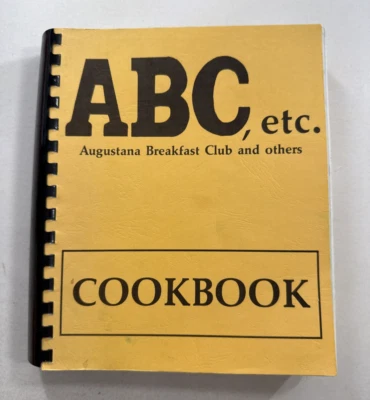 ABC, etc.
Augustana Breakfast Club and others
COOKBOOK